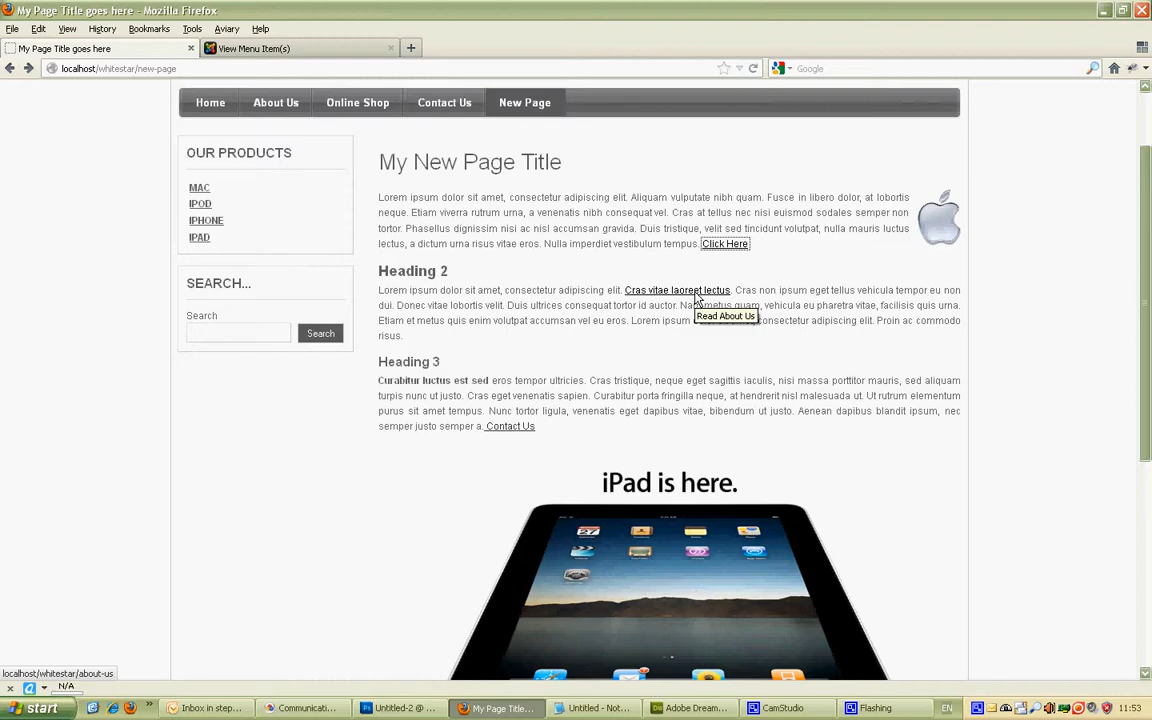 My Page Title goes here - Mozilla Firefox
File Edit View History Bookmarks Tools Aviary Help
My Page Title goes here
View Menu Item(s)
localhost/whitestar/new-page
Google
Home About Us Online Shop Contact Us New Page
OUR PRODUCTS
MAC
IPOD
IPHONE
IPAD
SEARCH...
Search
Search
My New Page Title
Lorem ipsum dolor sit amet, consectetur adipiscing elit. Aliquam vulputate nibh quam. Fusce in libero dolor, at lobortis
neque. Etiam viverra rutrum urna, a venenatis nibh consequat vel. Cras at tellus nec nisi euismod sodales semper non
tortor. Phasellus dignissim nisi ac nisl accumsan gravida. Duis tristique, velit sed tincidunt volutpat, nulla mauris luctus
lectus, a dictum urna risus vitae eros. Nulla imperdiet vestibulum tempus. Click Here
Heading 2
Lorem ipsum dolor sit amet, consectetur adipiscing elit. Cras vitae laoreet lectus. Cras non ipsum eget tellus vehicula tempor eu non
dui. Donec vitae lobortis velit. Duis ultrices consequat tortor id auctor. Nam metus quam, vehicula eu pharetra vitae, facilisis quis urna.
Etiam et metus quis enim volutpat accumsan vel eu eros. Lorem ipsum consectetur adipiscing elit. Proin ac commodo
risus.
Read About Us
Heading 3
Curabitur luctus est sed eros tempor ultricies. Cras tristique, neque eget sagittis iaculis, nisi massa porttitor mauris, sed aliquam
turpis nunc ut justo. Cras eget venenatis sapien. Curabitur porta fringilla neque, at hendrerit nisl malesuada ut. Ut rutrum elementum
purus sit amet tempus. Nunc tortor ligula, venenatis eget dapibus vitae, bibendum ut justo. Aenean dapibus blandit ipsum, nec
semper justo semper a. Contact Us
iPad is here.
27
localhost/whitestar/about-us
N/A
start Inbox in step... Communicati... Untitled-2 @ ... My Page Title... Untitled - Not... Adobe Dream... CamStudio Flashing EN 11:53